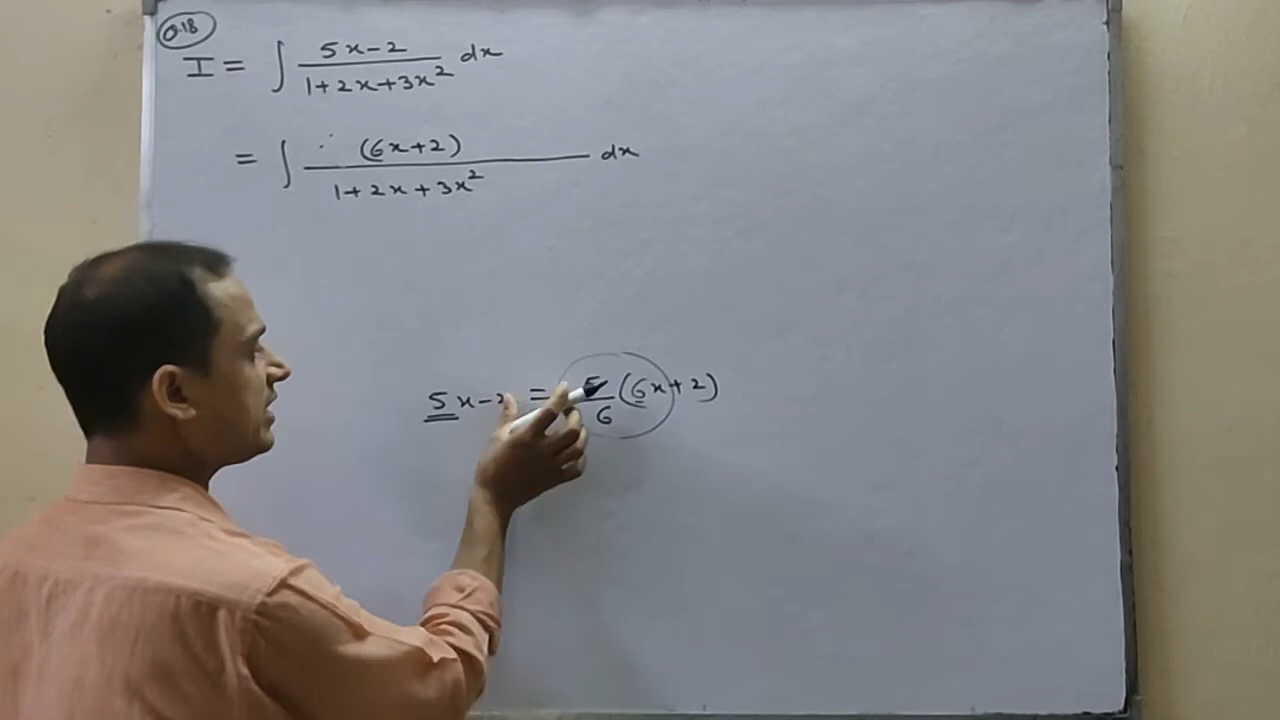 Q.18
I = ∫ (5x-2)/(1+2x+3x²) dx
= ∫ (6x+2)/(1+2x+3x²) dx
5x-2 = 5/6 (6x+2)